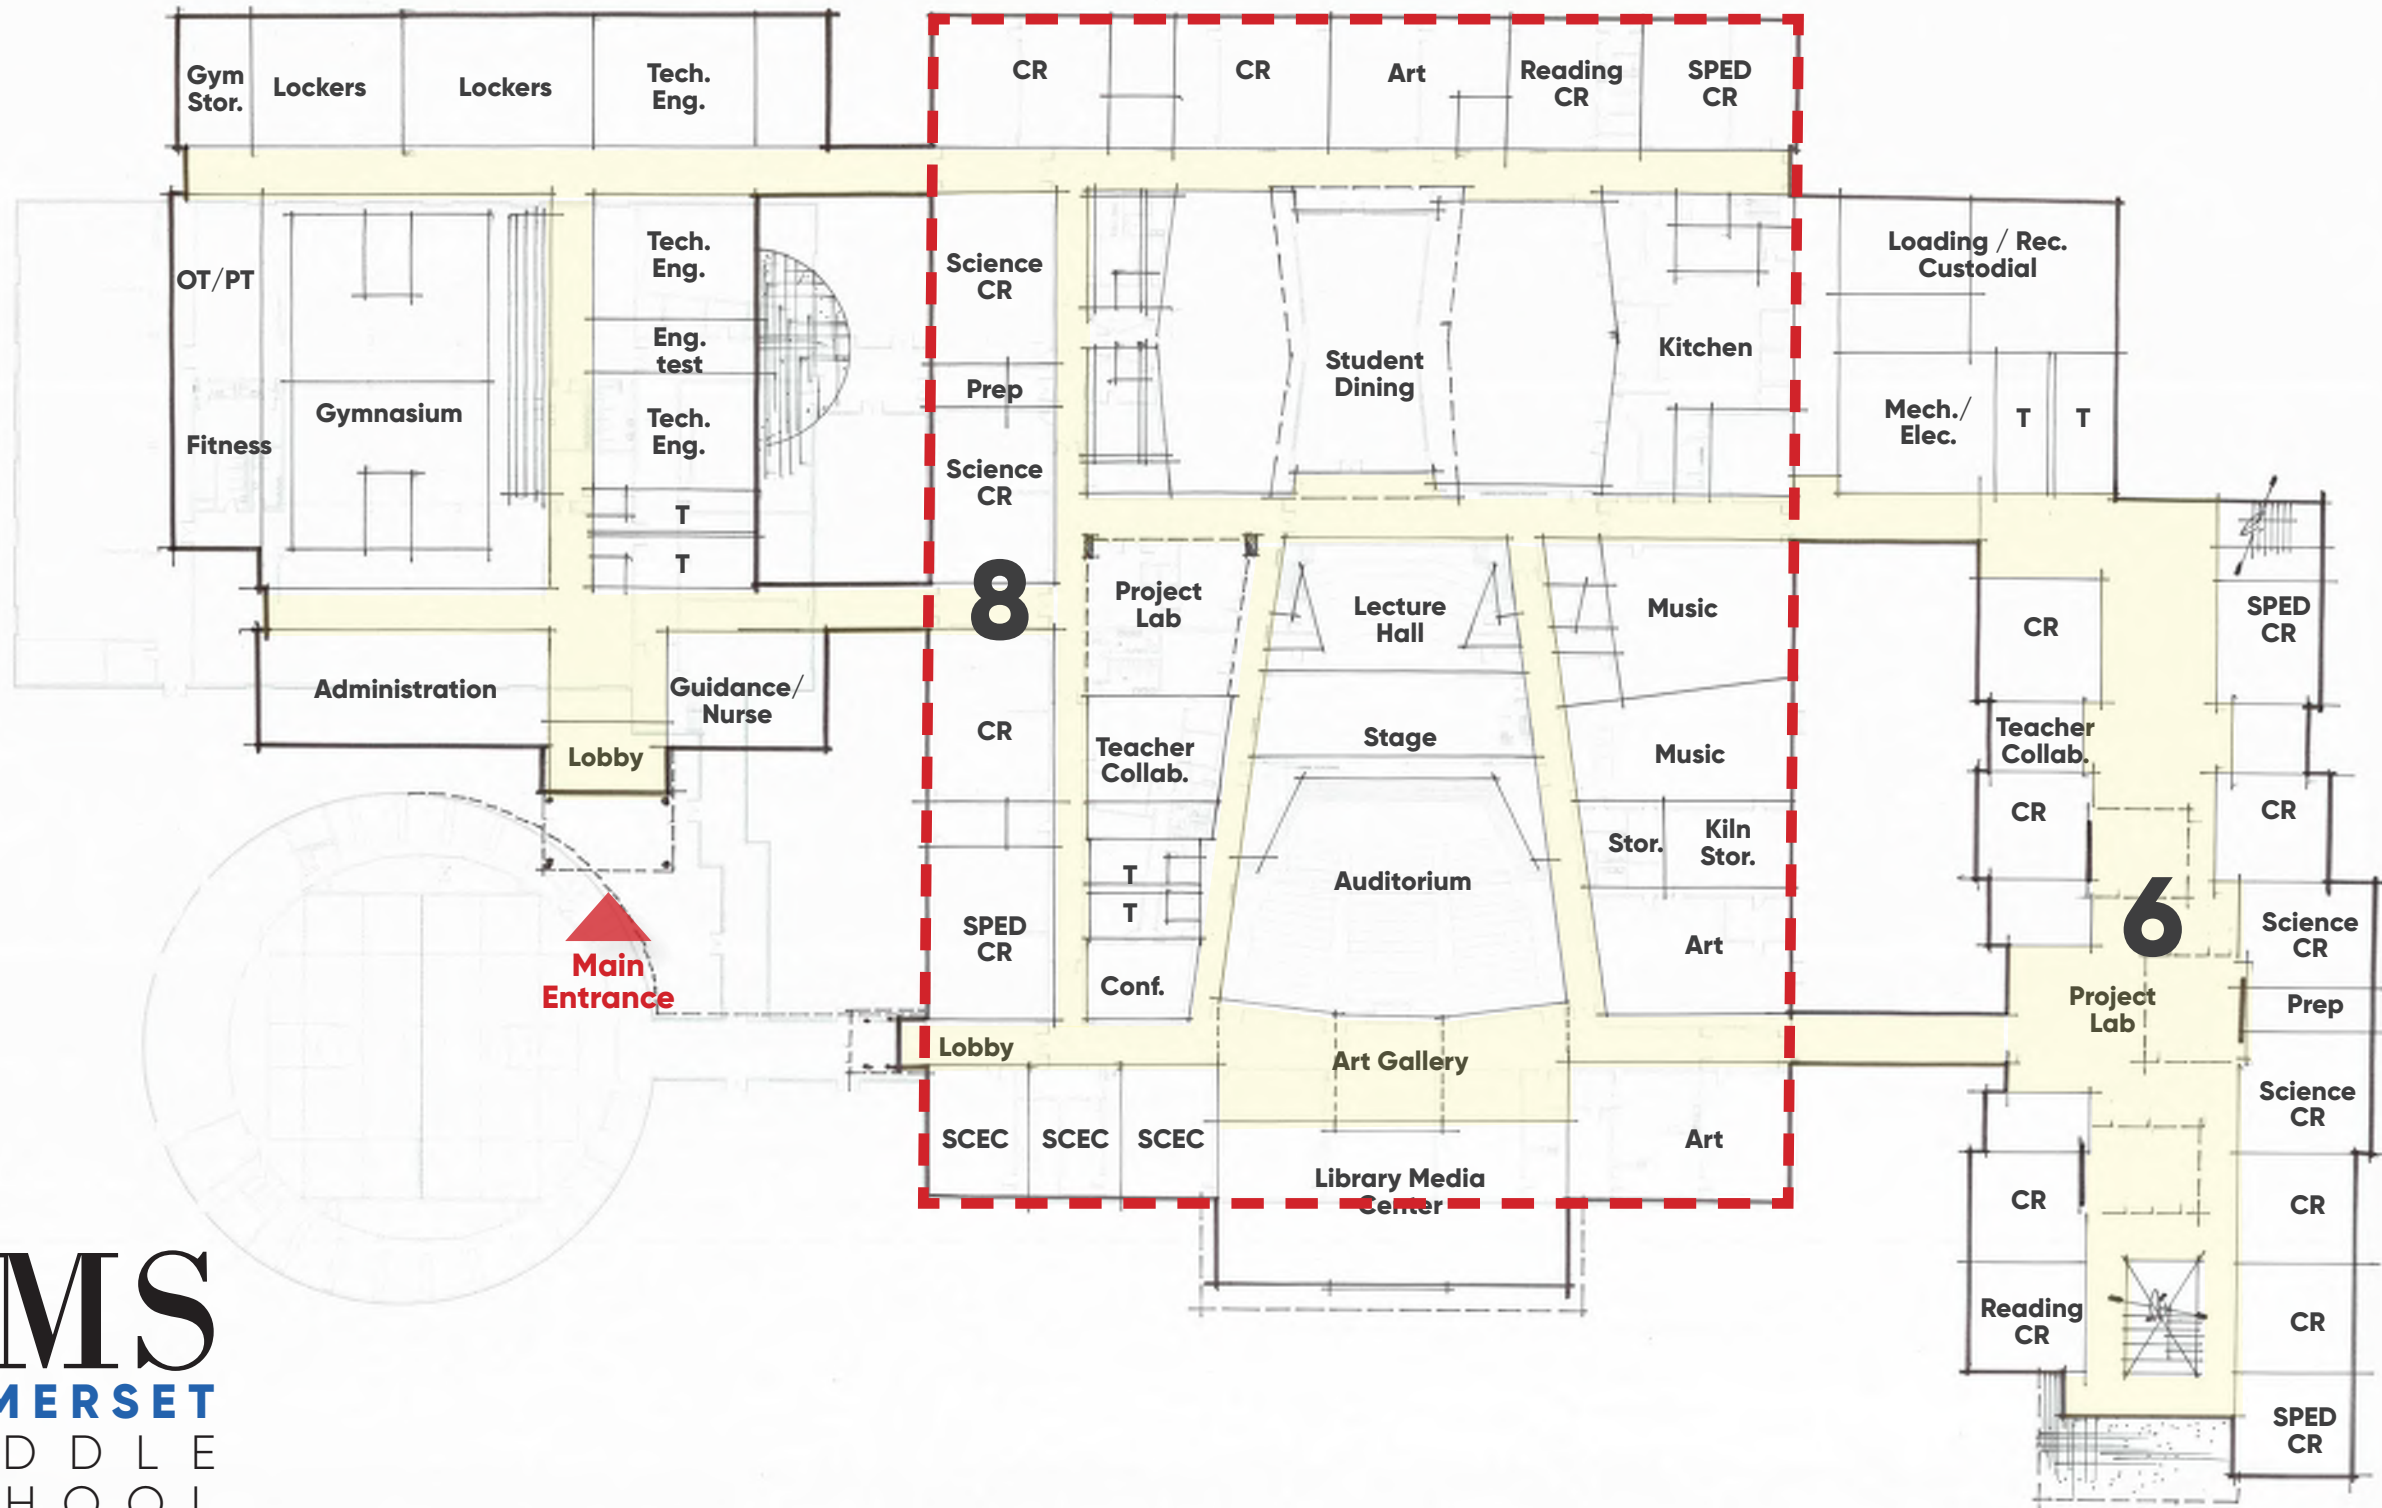 Gym
Stor.
Lockers
Lockers
Tech.
Eng.
CR
CR
Art
Reading
CR
SPED
CR
OT/PT
Fitness
Gymnasium
Tech.
Eng.
Eng.
test
Tech.
Eng.
T
T
Science
CR
Prep
Science
CR
8
Student
Dining
Kitchen
Loading / Rec.
Custodial
Mech./
Elec.
T
T
Administration
Lobby
Guidance/
Nurse
Main
Entrance
CR
SPED
CR
Project
Lab
Teacher
Collab.
T
T
Conf.
Lecture
Hall
Stage
Auditorium
Music
Music
Stor.
Kiln
Stor.
Art
Lobby
Art Gallery
SCEC
SCEC
SCEC
Library Media
Center
Art
CR
SPED
CR
Teacher
Collab.
CR
CR
6
Science
CR
Project
Lab
Prep
Science
CR
CR
CR
Reading
CR
CR
SPED
CR
MS
MERSET
DDLE
HOOL